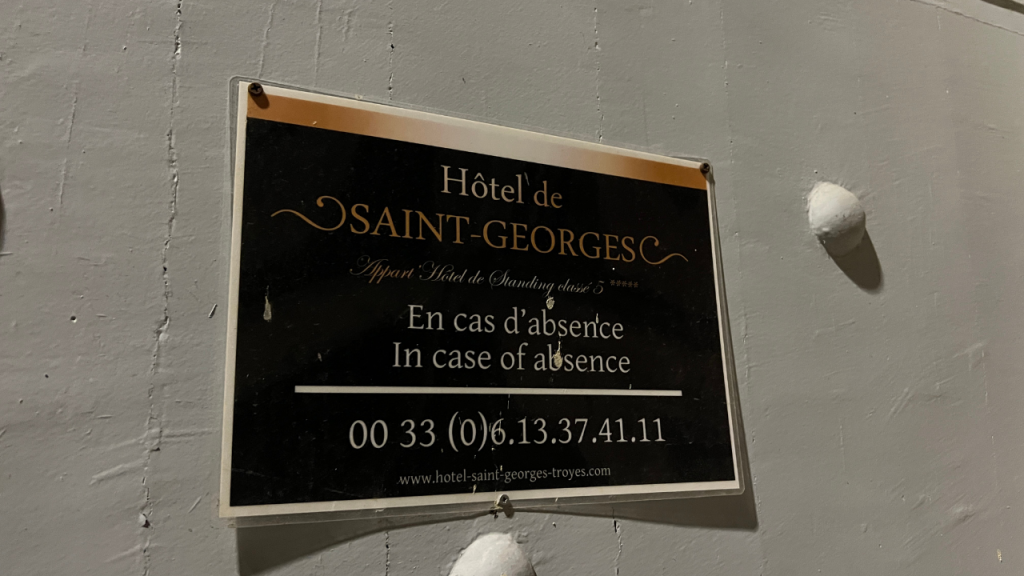 Hôtel de
SAINT-GEORGES
Appart Hôtel de Standing classé 5 *****
En cas d'absence
In case of absence
00 33 (0)6.13.37.41.11
www.hotel-saint-georges-troyes.com